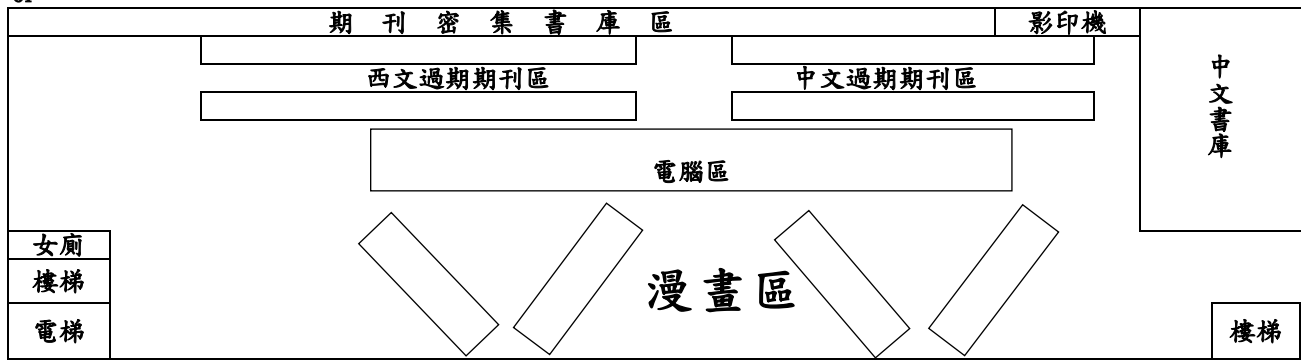 期刊密集書庫區
影印機
西文過期期刊區
中文過期期刊區
中文書庫
電腦區
女廁
樓梯
電梯
漫畫區
樓梯